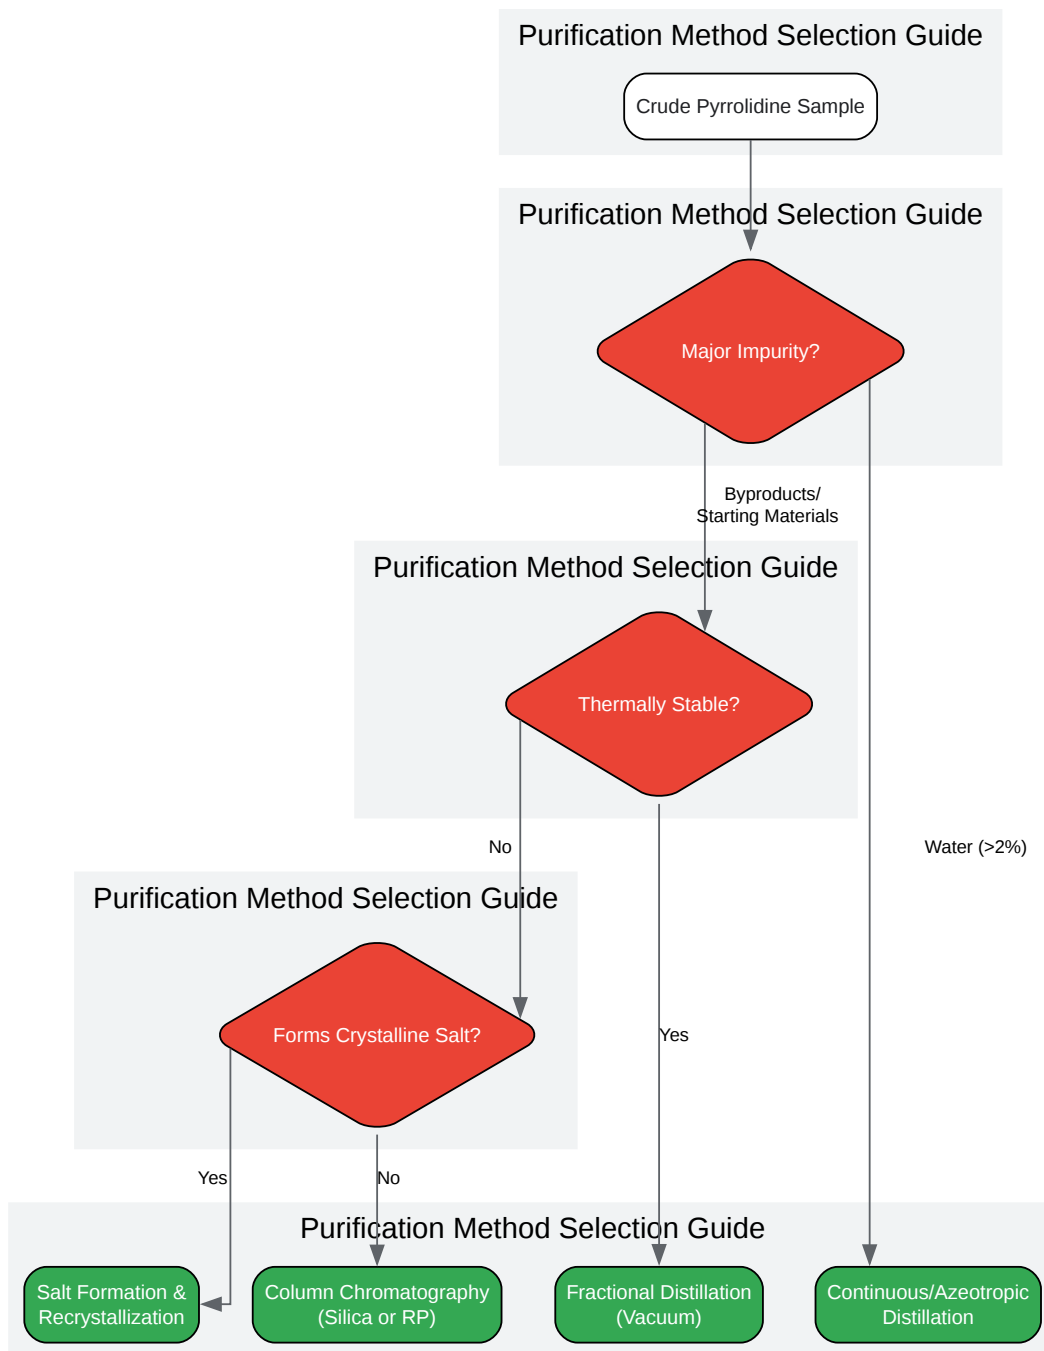 Purification Method Selection Guide
Crude Pyrrolidine Sample
Purification Method Selection Guide
Major Impurity?
Byproducts/
Starting Materials
Purification Method Selection Guide
Thermally Stable?
No
Water (>2%)
Purification Method Selection Guide
Forms Crystalline Salt?
Yes
Yes
No
Purification Method Selection Guide
Salt Formation &
Recrystallization
Column Chromatography
(Silica or RP)
Fractional Distillation
(Vacuum)
Continuous/Azeotropic
Distillation